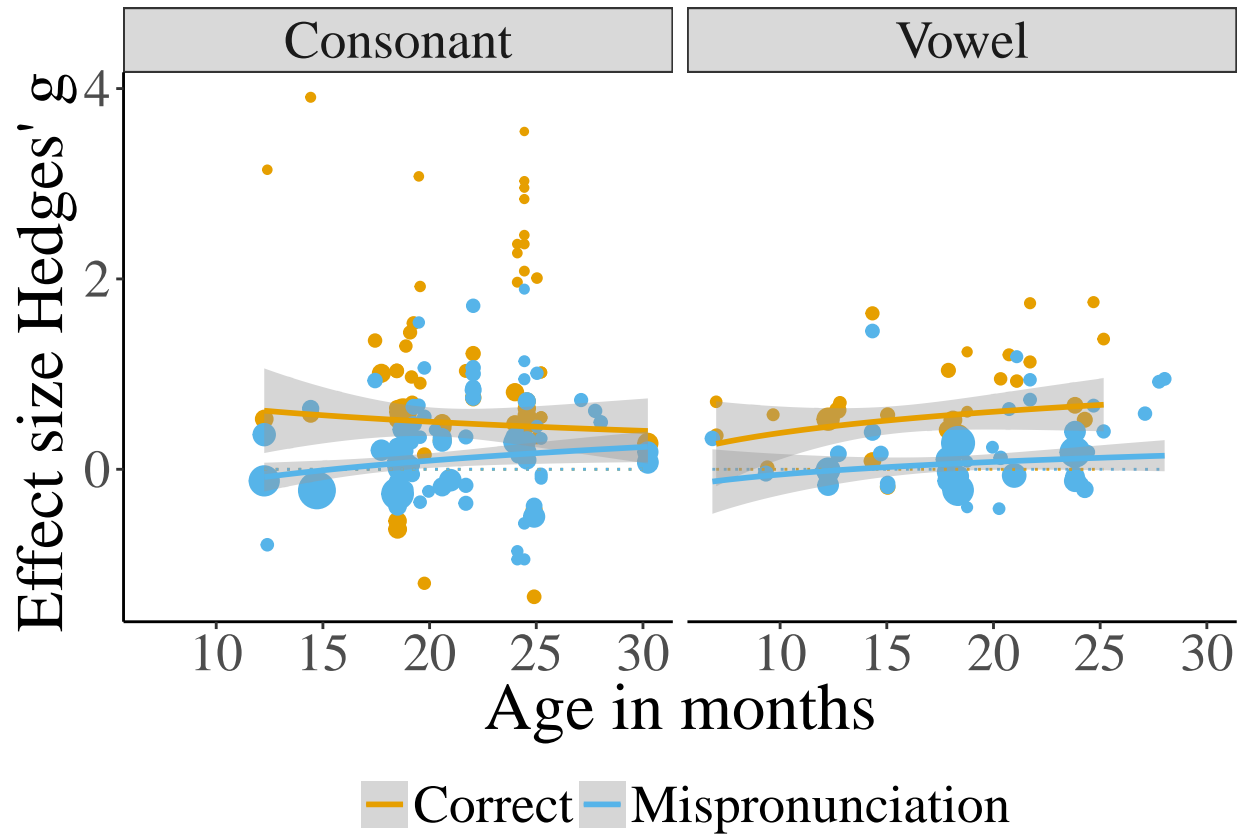 Consonant Vowel
Effect size Hedges' g
4
2
0
10 15 20 25 30 10 15 20 25 30
Age in months
Correct Mispronunciation